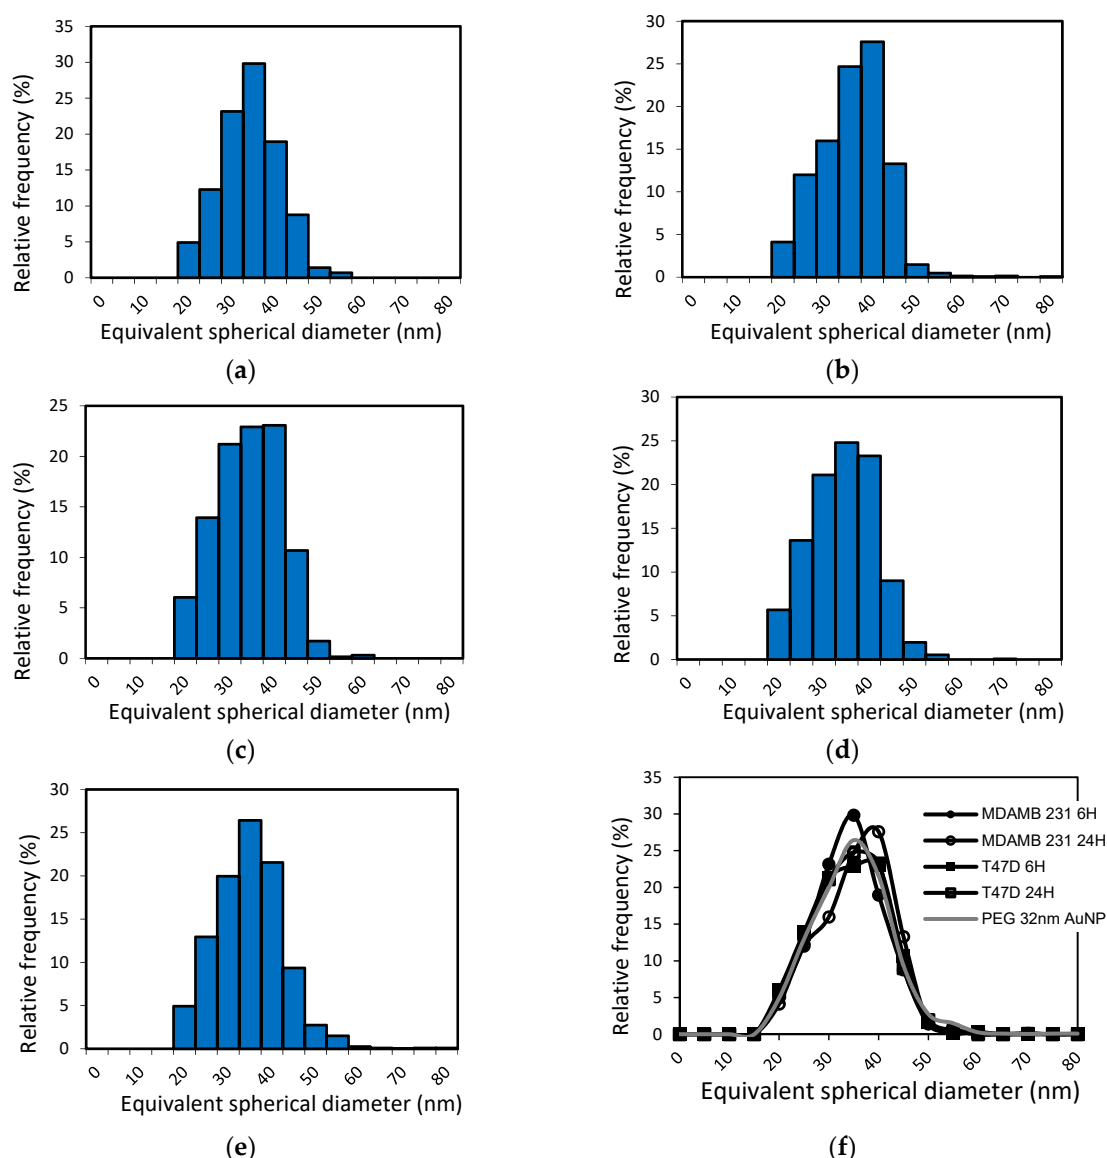 35
30
25
20
15
10
5
0
Relative frequency (%)
0 10 20 30 40 50 60 70 80
Equivalent spherical diameter (nm)
(a)
30
25
20
15
10
5
0
Relative frequency (%)
0 10 20 30 40 50 60 70 80
Equivalent spherical diameter (nm)
(b)
25
20
15
10
5
0
Relative frequency (%)
0 10 20 30 40 50 60 70 80
Equivalent spherical diameter (nm)
(c)
30
25
20
15
10
5
0
Relative frequency (%)
0 10 20 30 40 50 60 70 80
Equivalent spherical diameter (nm)
(d)
30
25
20
15
10
5
0
Relative frequency (%)
0 10 20 30 40 50 60 70 80
Equivalent spherical diameter (nm)
(e)
35
30
25
20
15
10
5
0
Relative frequency (%)
MDAMB 231 6H
MDAMB 231 24H
T47D 6H
T47D 24H
PEG 32nm AuNP
0 10 20 30 40 50 60 70 80
Equivalent spherical diameter (nm)
(f)